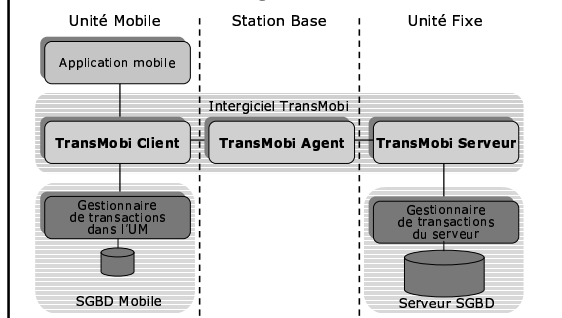 Unité Mobile
Station Base
Unité Fixe
Application mobile
Intergiciel TransMobi
TransMobi Client
TransMobi Agent
TransMobi Serveur
Gestionnaire
de transactions
dans l'UM
Gestionnaire
de transactions
du serveur
SGBD Mobile
Serveur SGBD